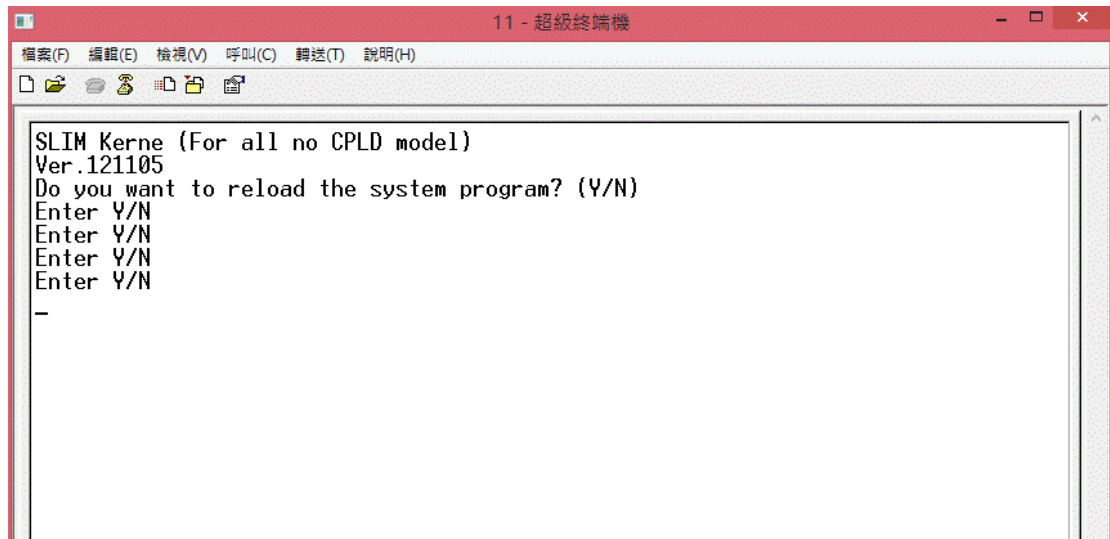 11 - 超級終端機
檔案(F) 編輯(E) 檢視(V) 呼叫(C) 轉送(T) 說明(H)
SLIM Kerne (For all no CPLD model)
Ver.121105
Do you want to reload the system program? (Y/N)
Enter Y/N
Enter Y/N
Enter Y/N
Enter Y/N